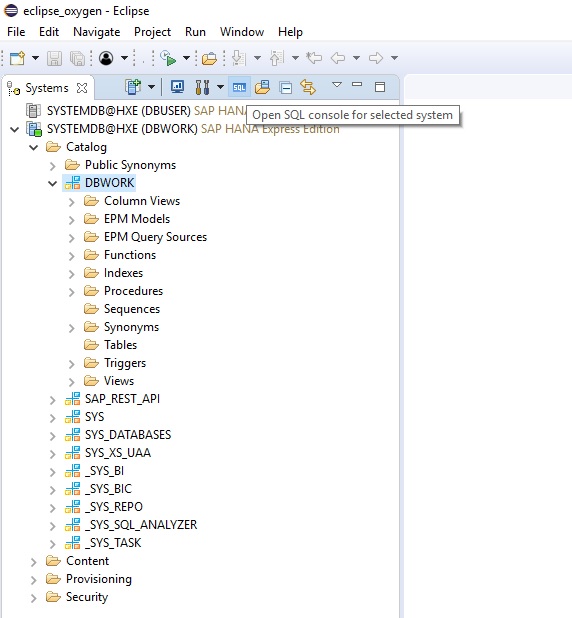 eclipse_oxygen - Eclipse
File Edit Navigate Project Run Window Help
Systems
SQL
SYSTEMDB@HXE (DBUSER) SAP HANA
Open SQL console for selected system
SYSTEMDB@HXE (DBWORK) SAP HANA Express Edition
Catalog
Public Synonyms
DBWORK
Column Views
EPM Models
EPM Query Sources
Functions
Indexes
Procedures
Sequences
Synonyms
Tables
Triggers
Views
SAP_REST_API
SYS
SYS_DATABASES
SYS_XS_UAA
_SYS_BI
_SYS_BIC
_SYS_REPO
_SYS_SQL_ANALYZER
_SYS_TASK
Content
Provisioning
Security